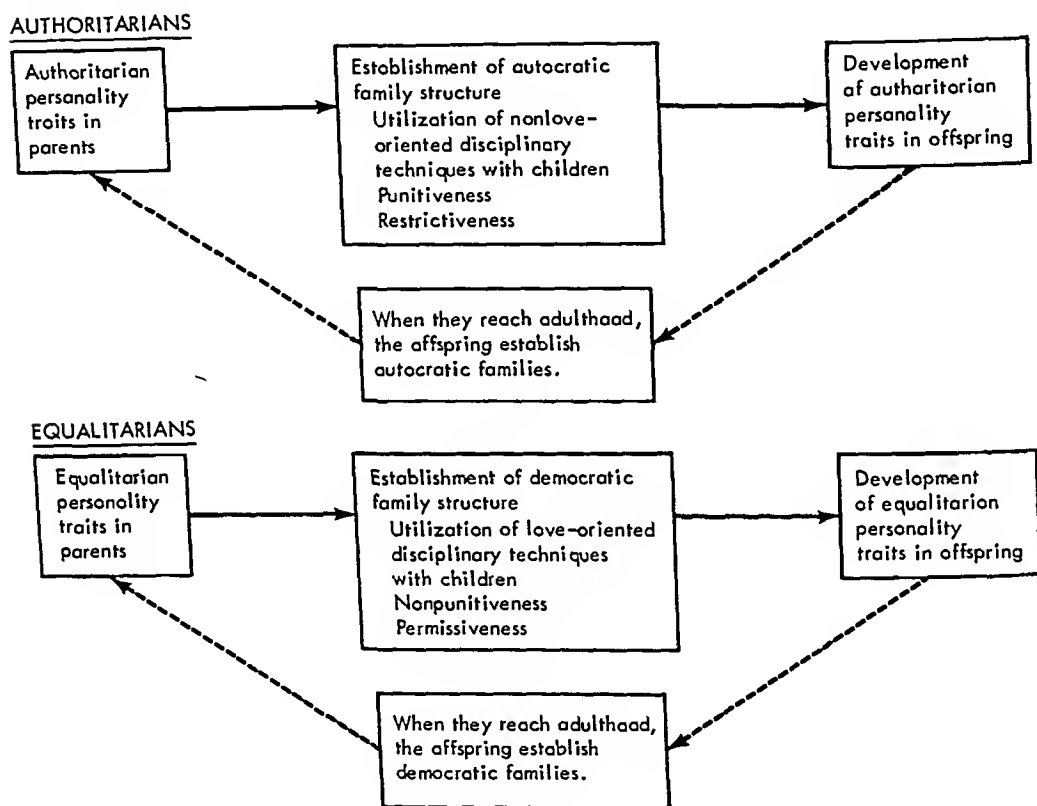 AUTHORITARIANS
Authoritarian
personality
traits in
parents
Establishment of autocratic
family structure
Utilization of nonlove-
oriented disciplinary
techniques with children
Punitiveness
Restrictiveness
Development
of authoritarian
personality
traits in offspring
When they reach adulthood,
the offspring establish
autocratic families.
EQUALITARIANS
Equalitarian
personality
traits in
parents
Establishment of democratic
family structure
Utilization of love-oriented
disciplinary techniques
with children
Nonpunitiveness
Permissiveness
Development
of equalitarian
personality
traits in offspring
When they reach adulthood,
the offspring establish
democratic families.